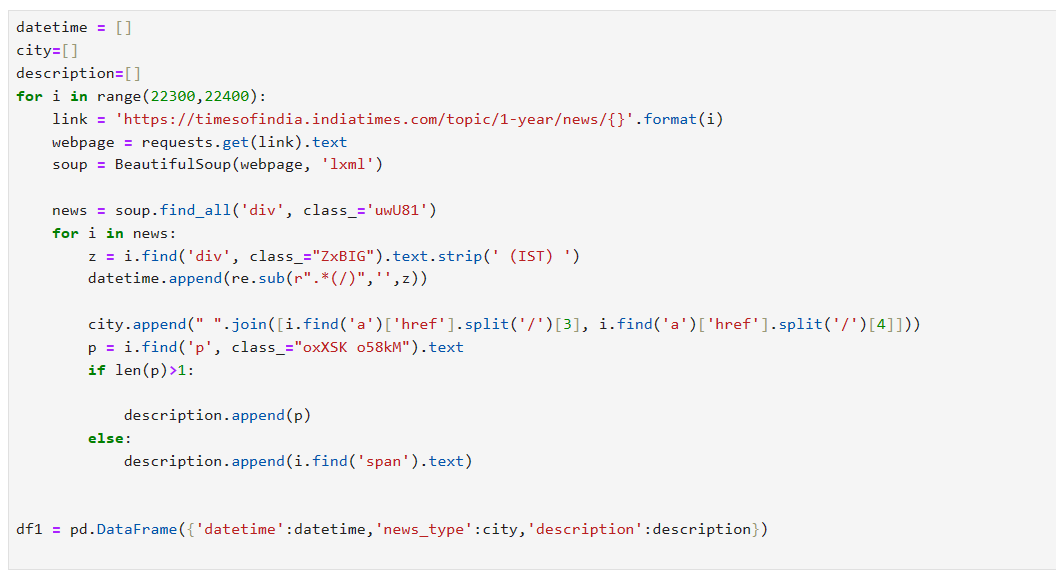 datetime = []
city=[]
description=[]
for i in range(22300,22400):
    link = 'https://timesofindia.indiatimes.com/topic/1-year/news/{}'.format(i)
    webpage = requests.get(link).text
    soup = BeautifulSoup(webpage, 'lxml')
    news = soup.find_all('div', class_='uwU81')
    for i in news:
        z = i.find('div', class_="ZxBIG").text.strip(' (IST) ')
        datetime.append(re.sub(r".*(/)",'',z))
        city.append(" ".join([i.find('a')['href'].split('/')[3], i.find('a')['href'].split('/')[4]]))
        p = i.find('p', class_="oxXSK o58kM").text
        if len(p)>1:
            description.append(p)
        else:
            description.append(i.find('span').text)
df1 = pd.DataFrame({'datetime':datetime,'news_type':city,'description':description})